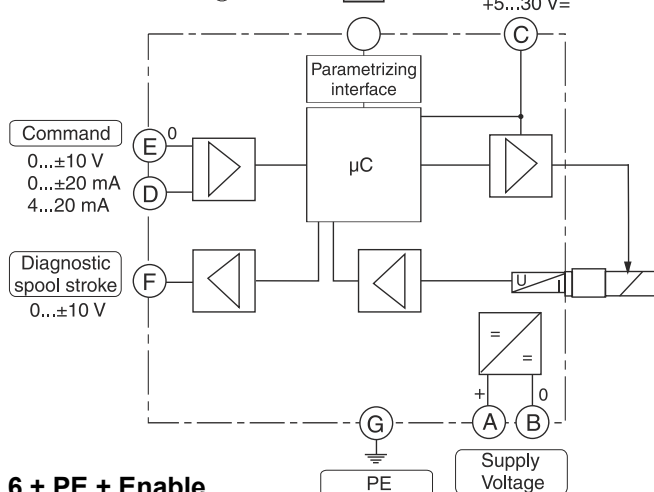 +5...30 V=
C
Parametrizing
interface
Command
E
0
0...±10 V
0...±20 mA
4...20 mA
D
µC
Diagnostic
spool stroke
F
0...±10 V
U
I
=
=
+
0
G
A
B
6 + PE + Enable
PE
Supply
Voltage